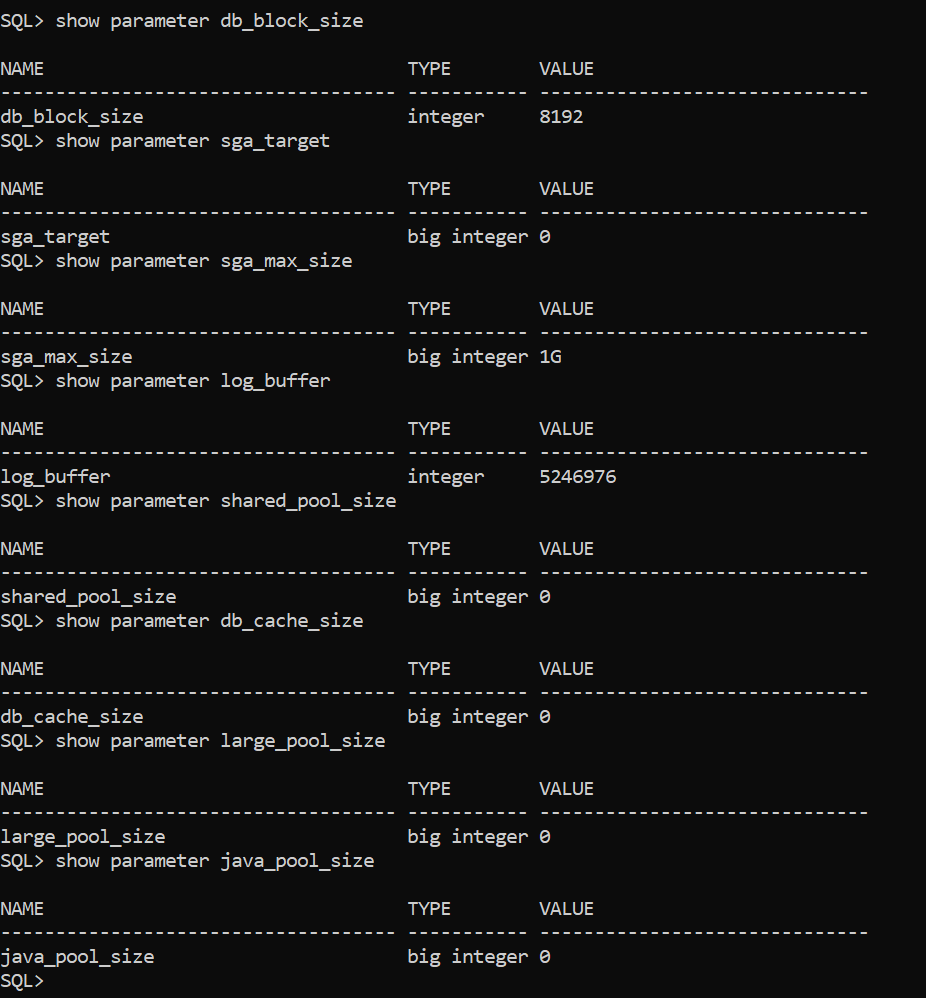 SQL> show parameter db_block_size
NAME                                 TYPE        VALUE
------------------------------------ ----------- ------------------------------
db_block_size                        integer     8192
SQL> show parameter sga_target
NAME                                 TYPE        VALUE
------------------------------------ ----------- ------------------------------
sga_target                           big integer 0
SQL> show parameter sga_max_size
NAME                                 TYPE        VALUE
------------------------------------ ----------- ------------------------------
sga_max_size                         big integer 1G
SQL> show parameter log_buffer
NAME                                 TYPE        VALUE
------------------------------------ ----------- ------------------------------
log_buffer                           integer     5246976
SQL> show parameter shared_pool_size
NAME                                 TYPE        VALUE
------------------------------------ ----------- ------------------------------
shared_pool_size                     big integer 0
SQL> show parameter db_cache_size
NAME                                 TYPE        VALUE
------------------------------------ ----------- ------------------------------
db_cache_size                        big integer 0
SQL> show parameter large_pool_size
NAME                                 TYPE        VALUE
------------------------------------ ----------- ------------------------------
large_pool_size                      big integer 0
SQL> show parameter java_pool_size
NAME                                 TYPE        VALUE
------------------------------------ ----------- ------------------------------
java_pool_size                       big integer 0
SQL>